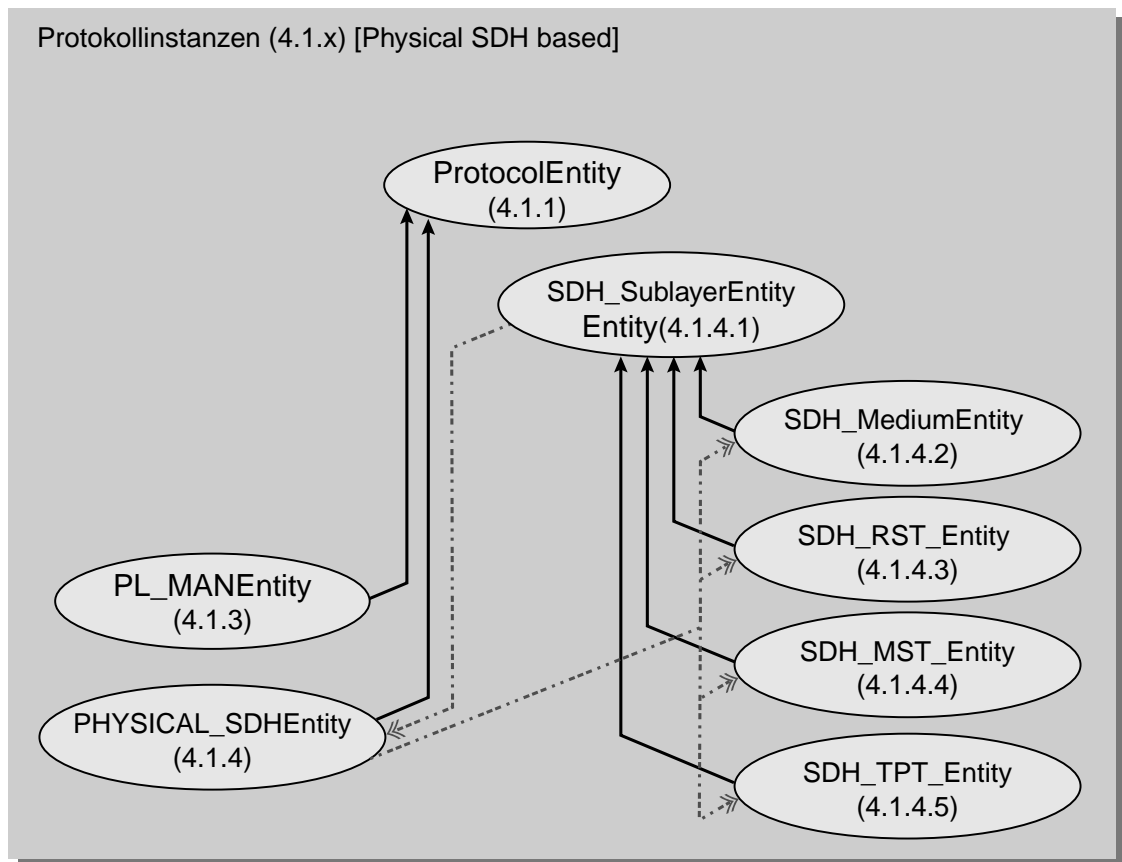 Protokollinstanzen (4.1.x) [Physical SDH based]
ProtocolEntity
(4.1.1)
SDH_SublayerEntity
Entity(4.1.4.1)
SDH_MediumEntity
(4.1.4.2)
SDH_RST_Entity
(4.1.4.3)
PL_MANEntity
(4.1.3)
SDH_MST_Entity
(4.1.4.4)
PHYSICAL_SDHEntity
(4.1.4)
SDH_TPT_Entity
(4.1.4.5)